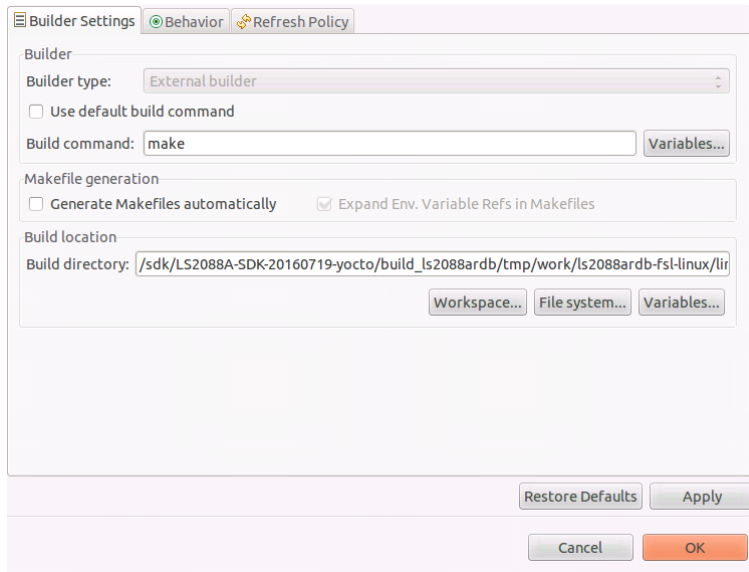 Builder Settings Behavior Refresh Policy
Builder
Builder type: External builder
Use default build command
Build command: make Variables...
Makefile generation
Generate Makefiles automatically Expand Env. Variable Refs in Makefiles
Build location
Build directory: /sdk/LS2088A-SDK-20160719-yocto/build_ls2088ardb/tmp/work/ls2088ardb-fsl-linux/lin
Workspace... File system... Variables...
Restore Defaults Apply
Cancel OK